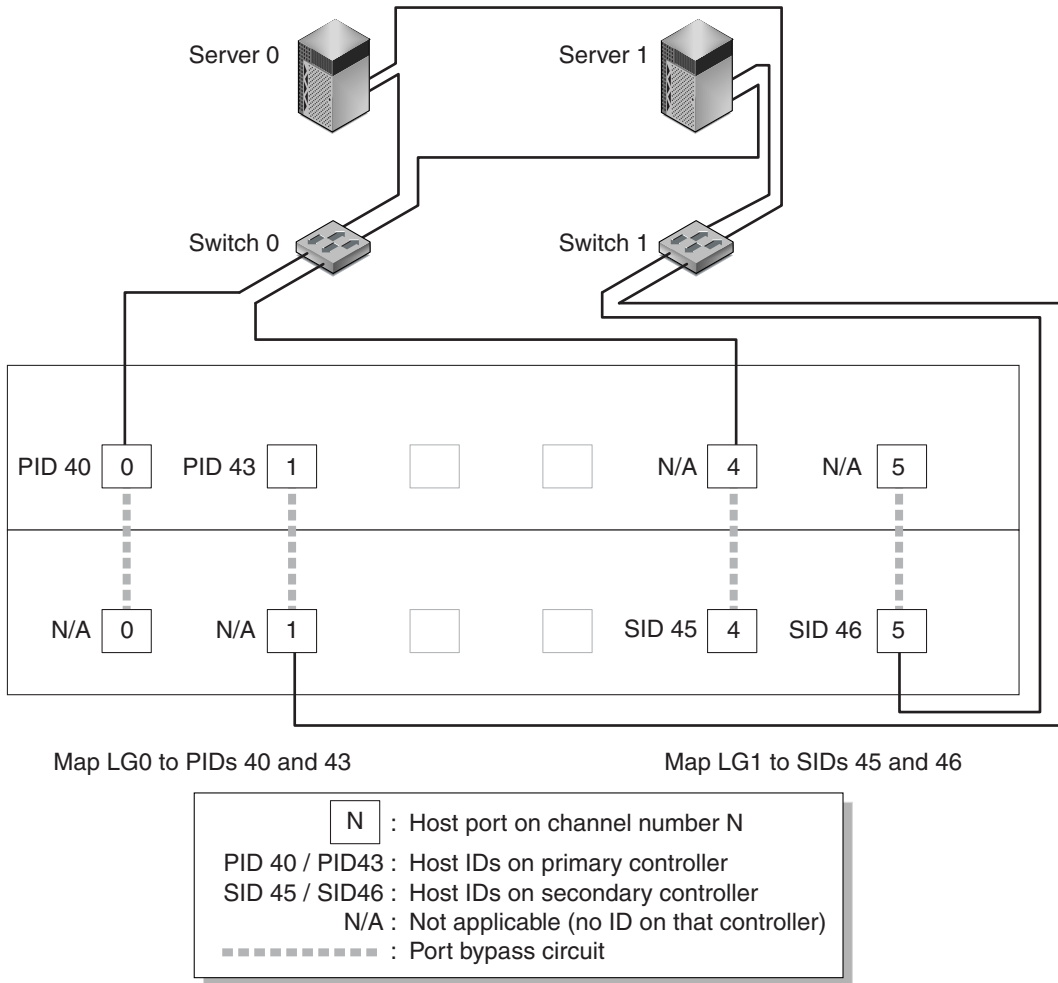 Server 0
Server 1
Switch 0
Switch 1
PID 40 0 PID 43 1 N/A 4 N/A 5
N/A 0 N/A 1 SID 45 4 SID 46 5
Map LG0 to PIDs 40 and 43
Map LG1 to SIDs 45 and 46
N : Host port on channel number N
PID 40 / PID43 : Host IDs on primary controller
SID 45 / SID46 : Host IDs on secondary controller
N/A : Not applicable (no ID on that controller)
: Port bypass circuit